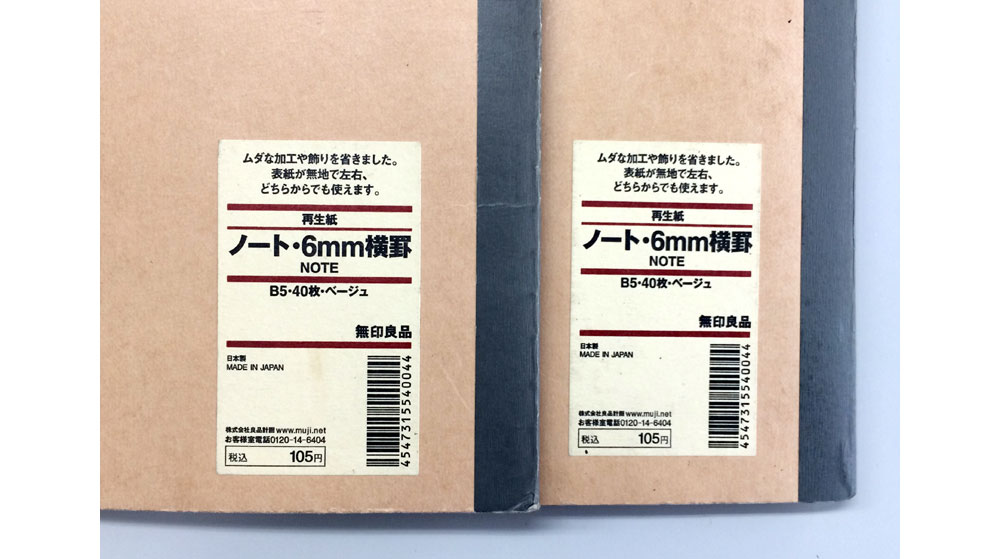 ムダな加工や飾りを省きました。
表紙が無地で左右、
どちらからでも使えます。
再生紙
ノート・6mm横罫
NOTE
B5・40枚・ベージュ
無印良品
日本製
MADE IN JAPAN
4547315540044
株式会社良品計画 www.muji.net
お客様室電話0120-14-6404
税込 105円
ムダな加工や飾りを省きました。
表紙が無地で左右、
どちらからでも使えます。
再生紙
ノート・6mm横罫
NOTE
B5・40枚・ベージュ
無印良品
日本製
MADE IN JAPAN
4547315540044
株式会社良品計画 www.muji.net
お客様室電話0120-14-6404
税込 105円